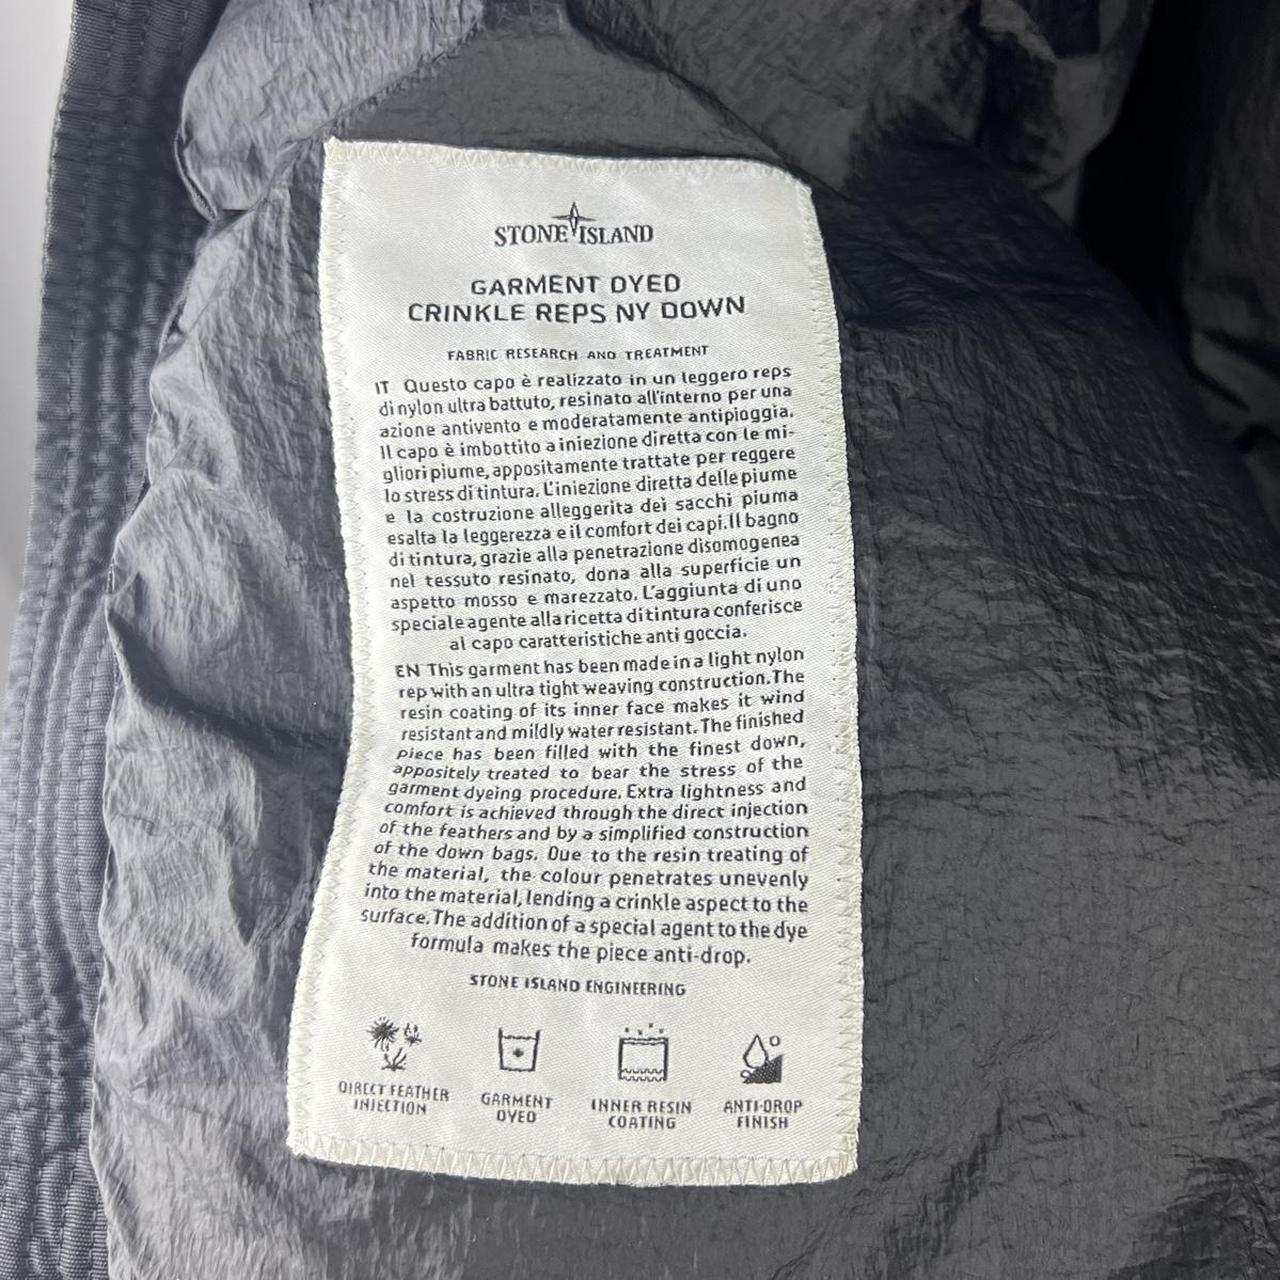 STONE ISLAND
GARMENT DYED
CRINKLE REPS NY DOWN
FABRIC RESEARCH AND TREATMENT
IT Questo capo è realizzato in un leggero reps
di nylon ultra battuto, resinato all'interno per una
azione antivento e moderatamente antipioggia.
Il capo è imbottito a iniezione diretta con le mi-
gliori piume, appositamente trattate per reggere
lo stress di tintura. L'iniezione diretta delle piume
e la costruzione alleggerita dei sacchi piuma
esalta la leggerezza e il comfort dei capi. Il bagno
di tintura, grazie alla penetrazione disomogenea
nel tessuto resinato, dona alla superficie un
aspetto mosso e marezzato. L'aggiunta di uno
speciale agente alla ricetta di tintura conferisce
al capo caratteristiche anti goccia.
EN This garment has been made in a light nylon
rep with an ultra tight weaving construction. The
resin coating of its inner face makes it wind
resistant and mildly water resistant. The finished
piece has been filled with the finest down,
appositely treated to bear the stress of the
garment dyeing procedure. Extra lightness and
comfort is achieved through the direct injection
of the feathers and by a simplified construction
of the down bags. Due to the resin treating of
the material, the colour penetrates unevenly
into the material, lending a crinkle aspect to the
surface. The addition of a special agent to the dye
formula makes the piece anti-drop.
STONE ISLAND ENGINEERING
DIRECT FEATHER
INJECTION
GARMENT
DYED
INNER RESIN
COATING
ANTI-DROP
FINISH